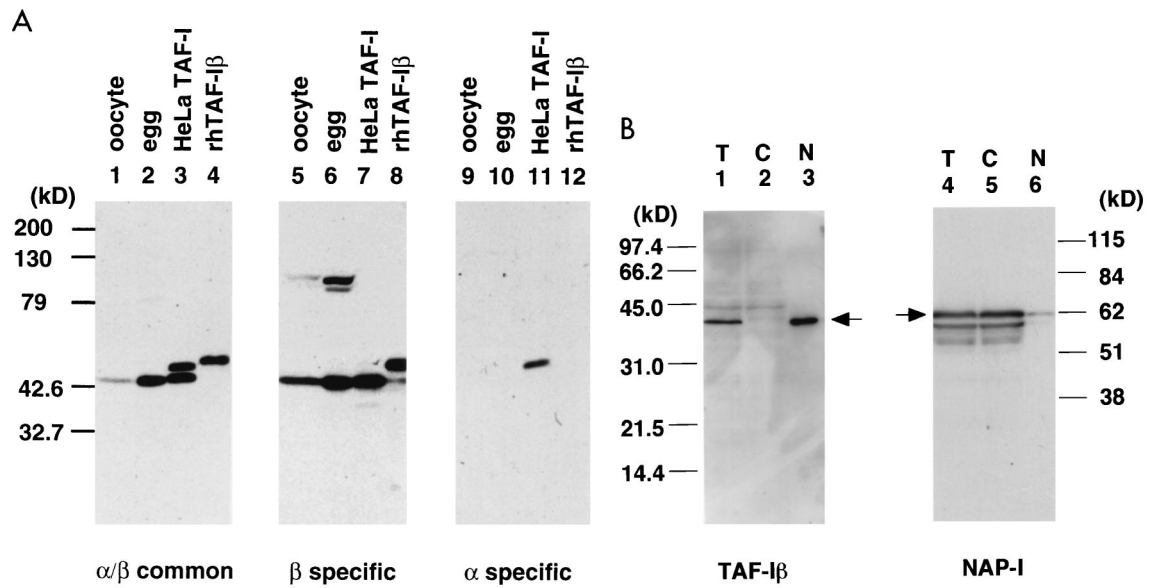 A
oocyte
egg
HeLa TAF-I
rhTAF-Iβ
oocyte
egg
HeLa TAF-I
rhTAF-Iβ
oocyte
egg
HeLa TAF-I
rhTAF-Iβ
1 2 3 4
5 6 7 8
9 10 11 12
(kD)
200
130
79
42.6
32.7
α/β common
β specific
α specific
B
T C N
1 2 3
T C N
4 5 6
(kD)
97.4
66.2
45.0
31.0
21.5
14.4
(kD)
115
84
62
51
38
TAF-Iβ
NAP-I